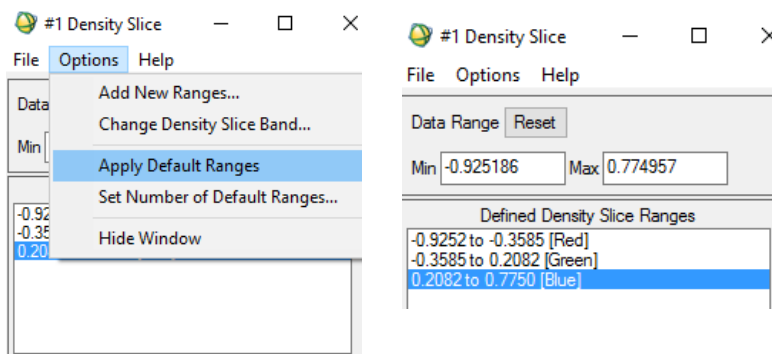 #1 Density Slice
File Options Help
Data
Min
Add New Ranges...
Change Density Slice Band...
Apply Default Ranges
Set Number of Default Ranges...
Hide Window
-0.92
-0.35
0.20
#1 Density Slice
File Options Help
Data Range Reset
Min -0.925186 Max 0.774957
Defined Density Slice Ranges
-0.9252 to -0.3585 [Red]
-0.3585 to 0.2082 [Green]
0.2082 to 0.7750 [Blue]